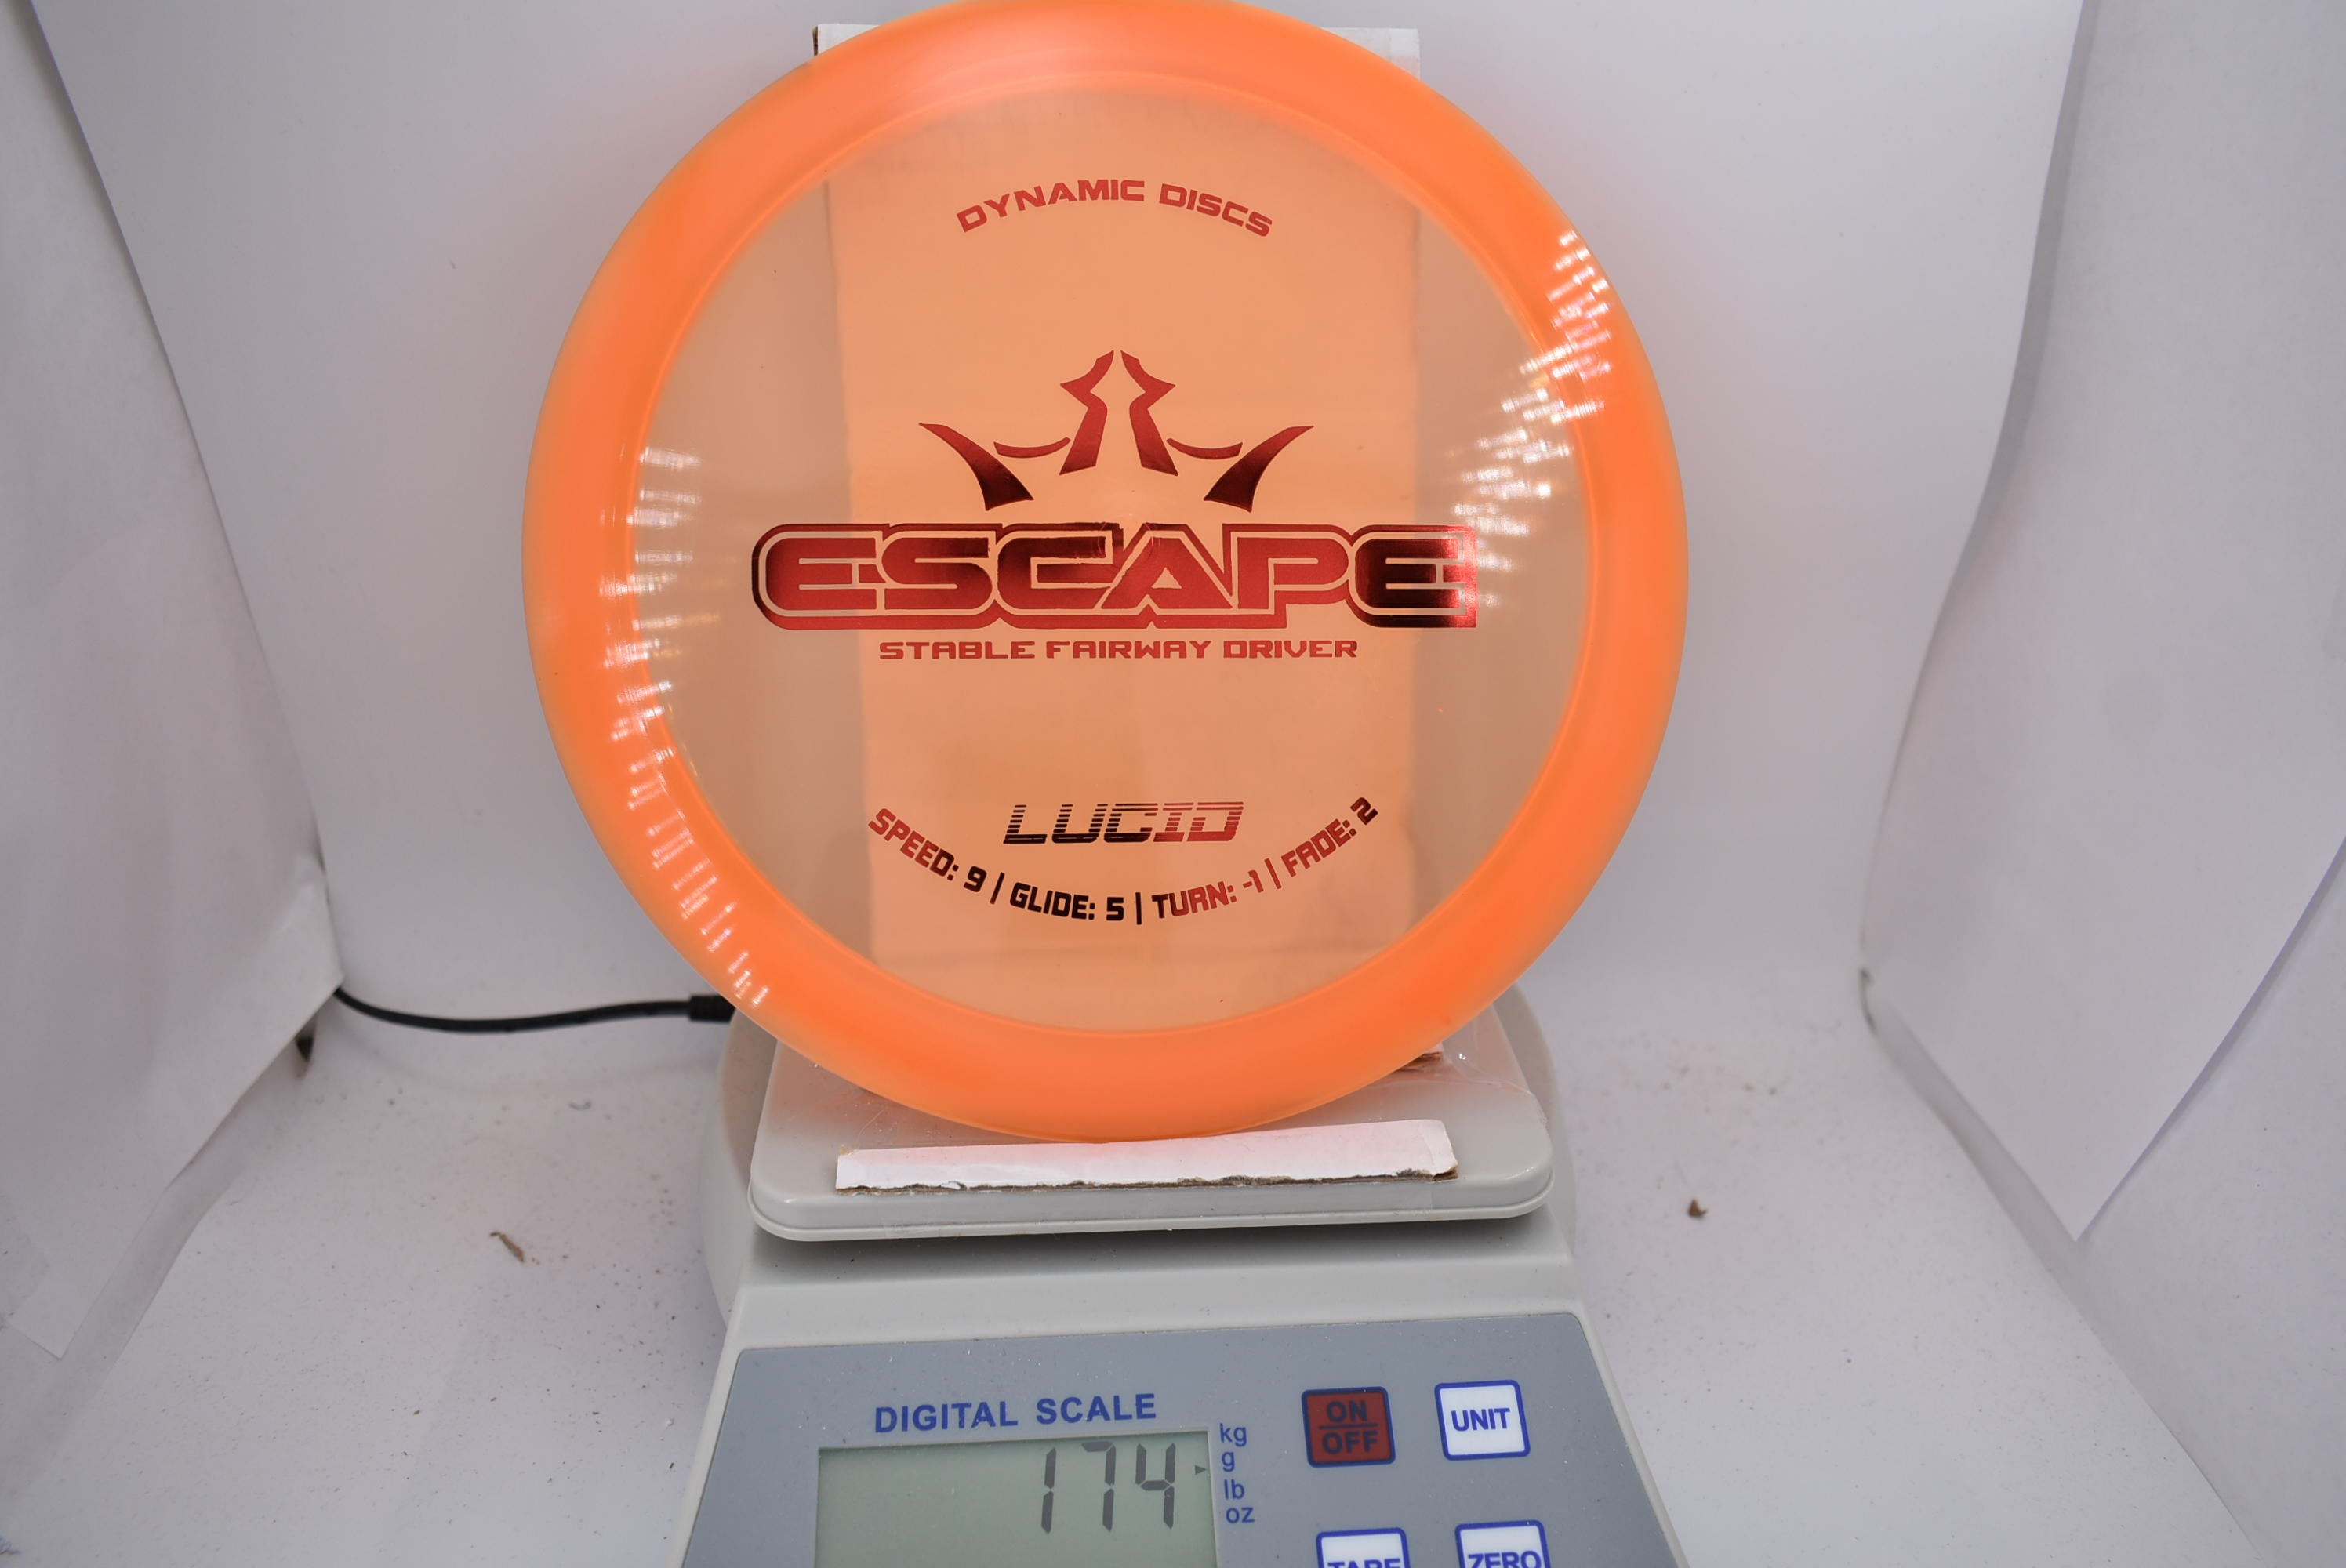 DYNAMIC DISCS
ESCAPE
STABLE FAIRWAY DRIVER
LUCID
SPEED: 9 | GLIDE: 5 | TURN: -1 | FADE: 2
DIGITAL SCALE
174
kg
g
lb
oz
ON
OFF
UNIT
TARE
ZERO